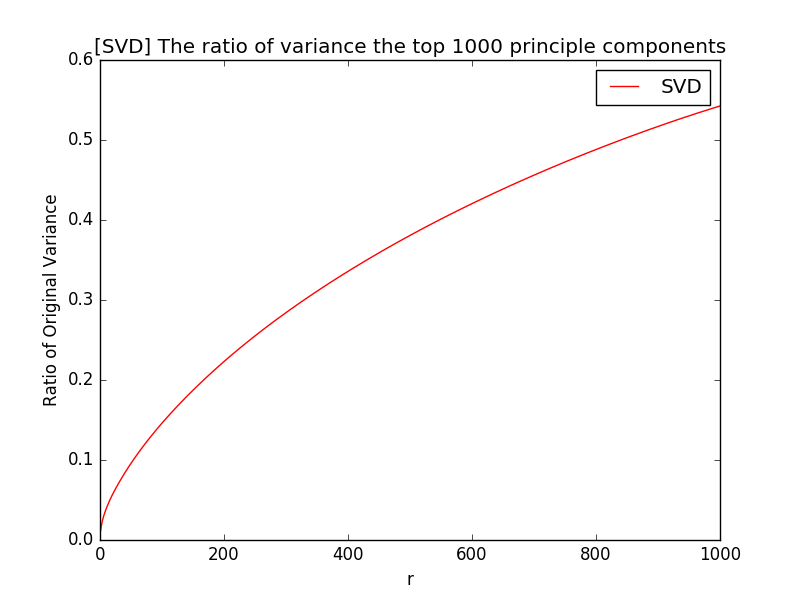 [SVD] The ratio of variance the top 1000 principle components
SVD
Ratio of Original Variance
0.6
0.5
0.4
0.3
0.2
0.1
0.0
0 200 400 600 800 1000
r